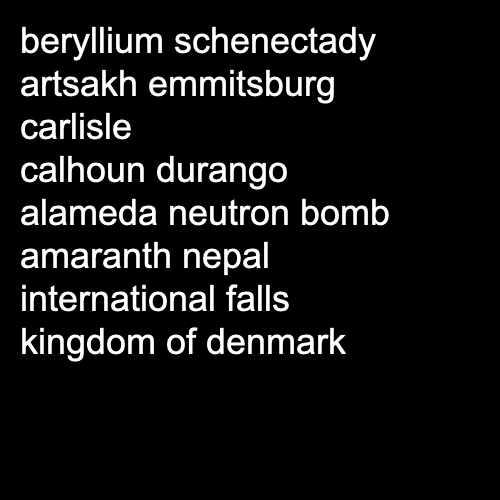 beryllium schenectady
artsakh emmitsburg
carlisle
calhoun durango
alameda neutron bomb
amaranth nepal
international falls
kingdom of denmark